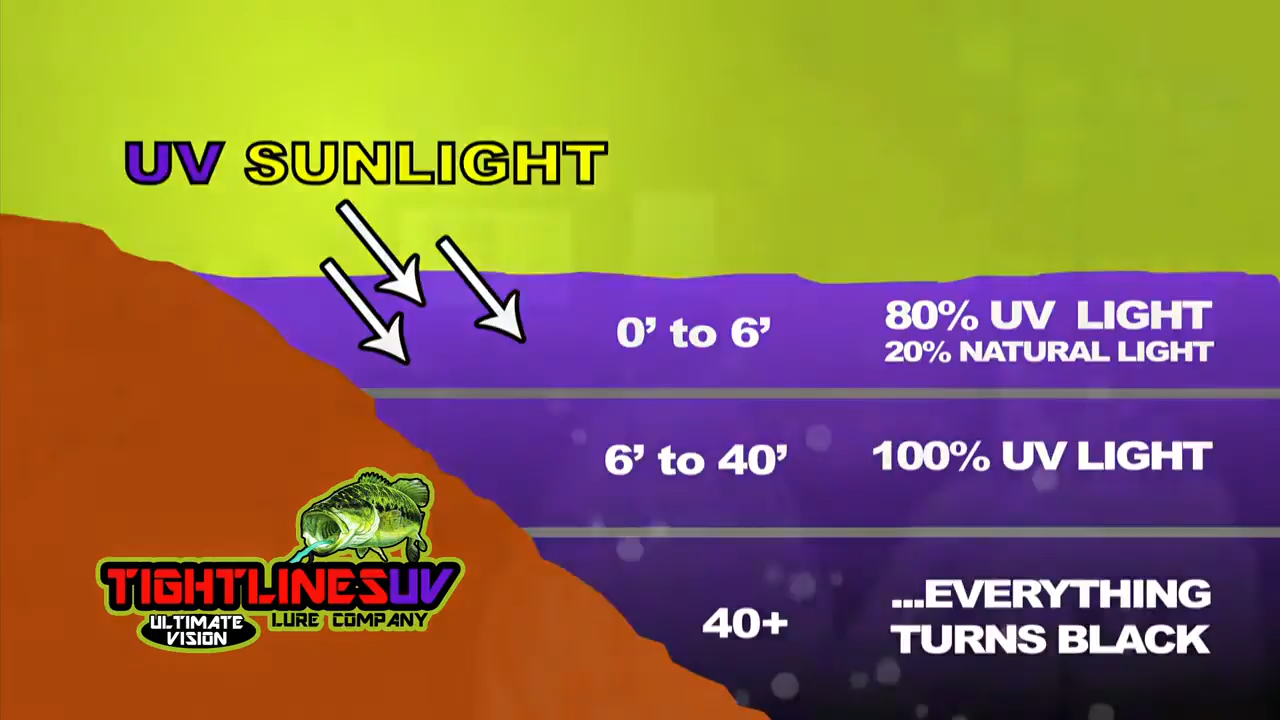 UV SUNLIGHT
0’ to 6’
80% UV LIGHT
20% NATURAL LIGHT
6’ to 40’
100% UV LIGHT
40+
...EVERYTHING
TURNS BLACK
TIGHTLINESUV
ULTIMATE
VISION
LURE COMPANY